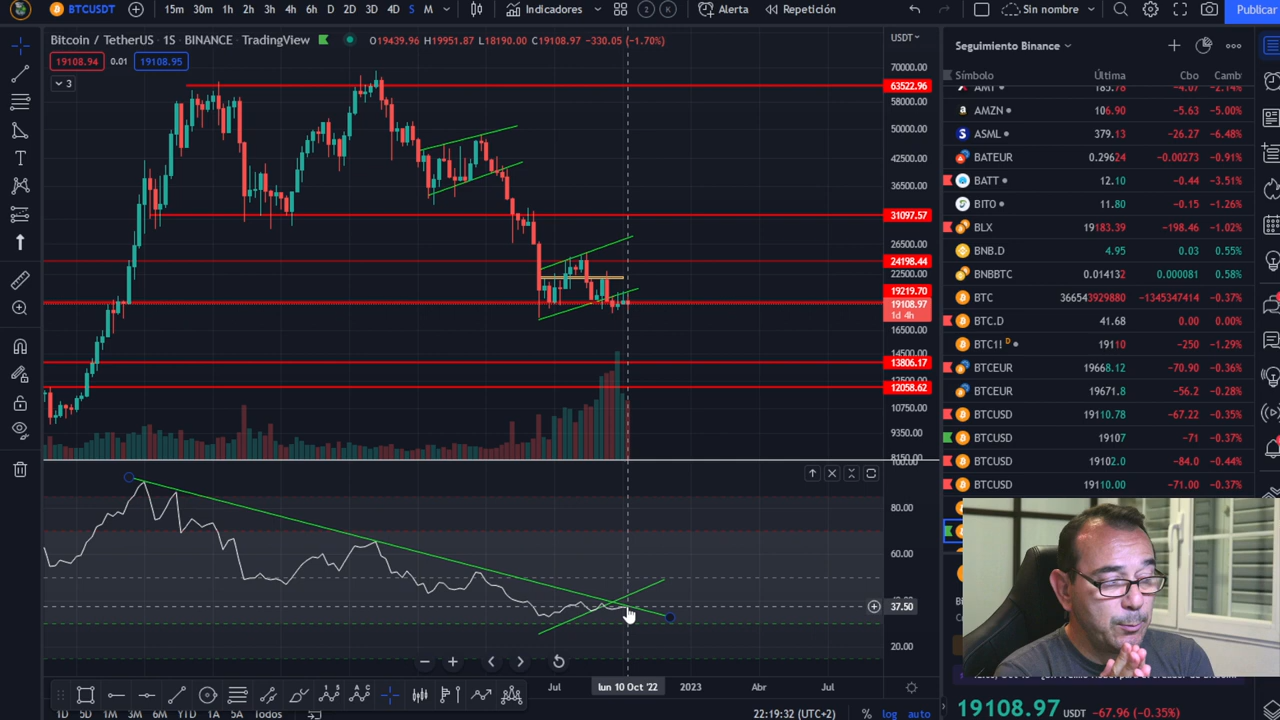 BTCUSDT 15m 30m 1h 2h 3h 4h 6h D 2D 3D 4D S M Indicadores 2 K Alerta Repetición Sin nombre Publicar
Bitcoin / TetherUS · 1S · BINANCE · TradingView O19439.96 H19951.87 L18190.00 C19108.97 -330.05 (-1.70%)
19108.94 0.01 19108.95
3
USDT
70000.00
63522.96
58000.00
50000.00
42500.00
36500.00
31097.57
26500.00
24198.44
22500.00
19219.70
19108.97
1d 4h
16500.00
14500.00
13806.17
12500.00
12058.62
10750.00
9350.00
8150.00
100.00
80.00
60.00
37.50
20.00
Jul lun 10 Oct '22 2023 Abr Jul
1D 5D 1M 3M 6M YTD 1A 5A Todos 22:19:32 (UTC+2) % log auto
Seguimiento Binance
Símbolo Última Cbo Camb
AMT 185.78 -4.07 -2.14%
AMZN 106.90 -5.63 -5.00%
ASML 379.13 -26.27 -6.48%
BATEUR 0.29624 -0.00273 -0.91%
BATT 12.10 -0.44 -3.51%
BITO 11.80 -0.15 -1.26%
BLX 19183.39 -198.46 -1.02%
BNB.D 4.95 0.03 0.55%
BNBBTC 0.014132 0.000081 0.58%
BTC 366543929880 -1345347414 -0.37%
BTC.D 41.68 0.00 0.00%
BTC1! D 19110 -250 -1.29%
BTCEUR 19668.12 -70.90 -0.36%
BTCEUR 19671.8 -56.2 -0.28%
BTCUSD 19110.78 -67.22 -0.35%
BTCUSD 19107 -71 -0.37%
BTCUSD 19102.0 -84.0 -0.44%
BTCUSD 19110.00 -71.00 -0.37%
19108.97 USDT -67.96 (-0.35%)